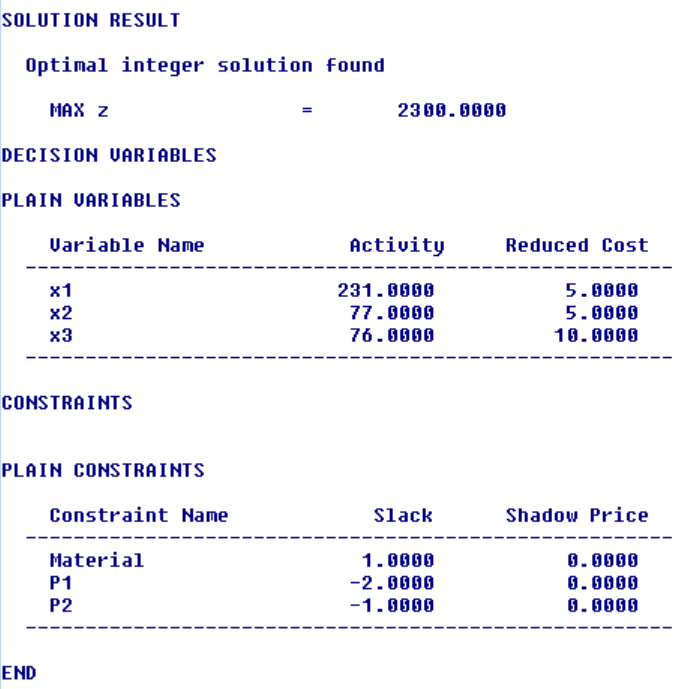 SOLUTION RESULT
Optimal integer solution found
MAX z = 2300.0000
DECISION VARIABLES
PLAIN VARIABLES
Variable Name Activity Reduced Cost
x1 231.0000 5.0000
x2 77.0000 5.0000
x3 76.0000 10.0000
CONSTRAINTS
PLAIN CONSTRAINTS
Constraint Name Slack Shadow Price
Material 1.0000 0.0000
P1 -2.0000 0.0000
P2 -1.0000 0.0000
END